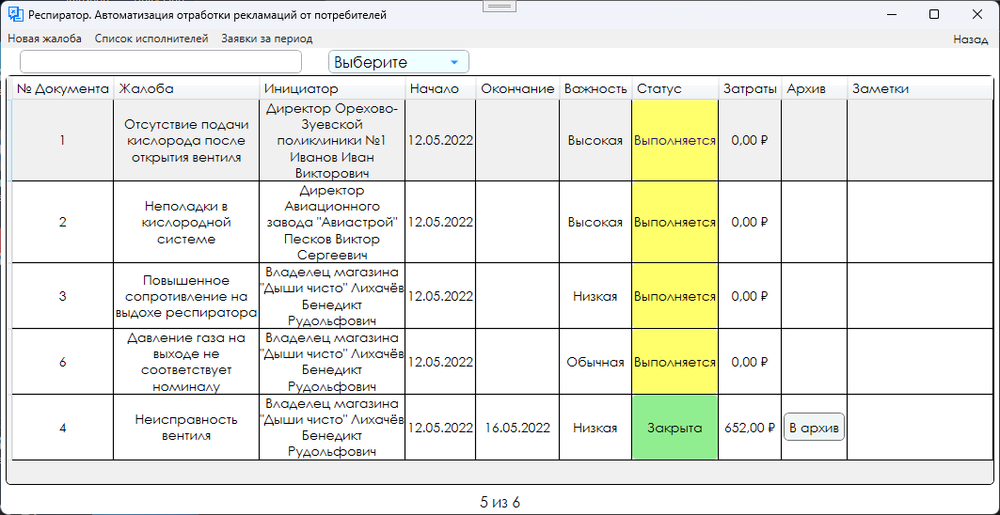 Респиратор. Автоматизация отработки рекламаций от потребителей
Новая жалоба Список исполнителей Заявки за период Назад
Выберите
№ Документа Жалоба Инициатор Начало Окончание Важность Статус Затраты Архив Заметки
1
Отсутствие подачи
кислорода после
открытия вентиля
Директор Орехово-
Зуевской
поликлиники №1
Иванов Иван
Викторович
12.05.2022
Высокая
Выполняется
0,00 ₽
2
Неполадки в
кислородной
системе
Директор
Авиационного
завода "Авиастрой"
Песков Виктор
Сергеевич
12.05.2022
Высокая
Выполняется
0,00 ₽
3
Повышенное
сопротивление на
выдохе респиратора
Владелец магазина
"Дыши чисто" Лихачёв
Бенедикт
Рудольфович
12.05.2022
Низкая
Выполняется
0,00 ₽
6
Давление газа на
выходе не
соответствует
номиналу
Владелец магазина
"Дыши чисто" Лихачёв
Бенедикт
Рудольфович
12.05.2022
Обычная
Выполняется
0,00 ₽
4
Неисправность
вентиля
Владелец магазина
"Дыши чисто" Лихачёв
Бенедикт
Рудольфович
12.05.2022
16.05.2022
Низкая
Закрыта
652,00 ₽
В архив
5 из 6